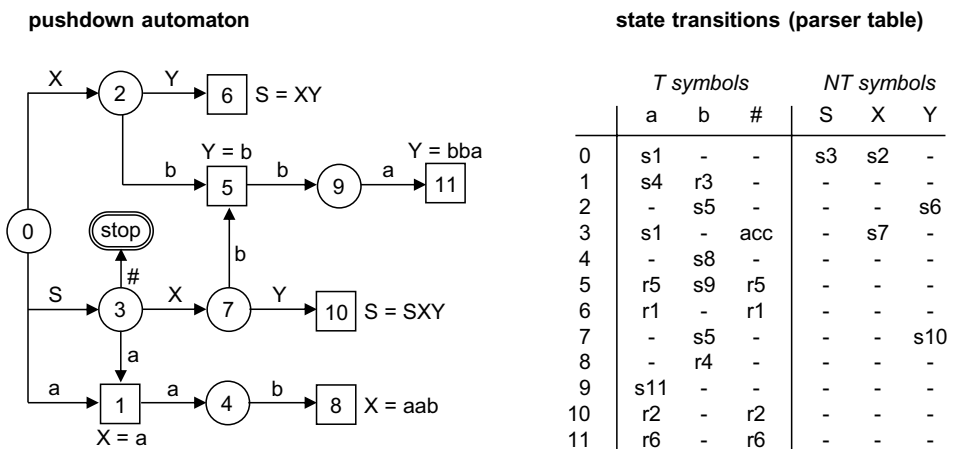 pushdown automaton
X
2
Y
6
S = XY
b
Y = b
5
b
9
a
Y = bba
11
0
stop
#
b
S
3
X
7
Y
10
S = SXY
a
a
1
a
4
b
8
X = aab
X = a
state transitions (parser table)
T symbols NT symbols
a b # S X Y
0 s1 - - s3 s2 -
1 s4 r3 - - - -
2 - s5 - - - s6
3 s1 - acc - s7 -
4 - s8 - - - -
5 r5 s9 r5 - - -
6 r1 - r1 - - -
7 - s5 - - - s10
8 - r4 - - - -
9 s11 - - - - -
10 r2 - r2 - - -
11 r6 - r6 - - -